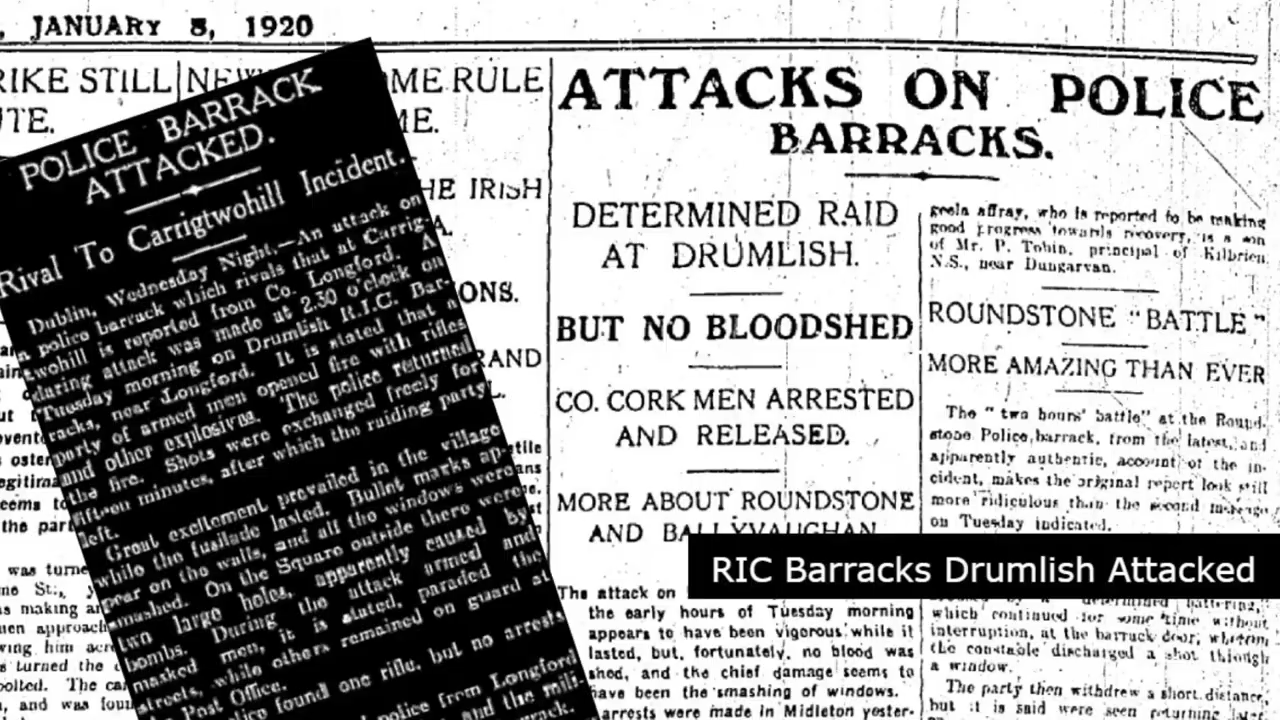 , JANUARY 8, 1920
RIKE STILL
UTE.
NEW
OME RULE
ME.
HE IRISH
A.
ONS.
RAND
L.
POLICE BARRACK
ATTACKED.
Rival To Carrigtwohill Incident.
Dublin, Wednesday Night.—An attack on
a police barrack which rivals that at Carrig-
twohill is reported from Co. Longford. A
daring attack was made at 2.30 o'clock on
Tuesday morning on Drumlish R.I.C. Bar-
racks, near Longford. It is stated that a
party of armed men opened fire with rifles
and other explosives. The police returned
the fire. Shots were exchanged freely for
fifteen minutes, after which the raiding party
left.
Great excitement prevailed in the village
while the fusilade lasted. Bullet marks ap-
pear on the walls, and all the windows were
smashed. On the Square outside there were
two large holes, apparently caused by
bombs. During the attack armed and
masked men, it is stated, paraded the
streets, while others remained on guard at
the Post Office.
police found one rifle, but no arrests
police from Longford
and the mili-
ATTACKS ON POLICE
BARRACKS.
DETERMINED RAID
AT DRUMLISH.
BUT NO BLOODSHED
CO. CORK MEN ARRESTED
AND RELEASED.
MORE ABOUT ROUNDSTONE
AND BALLYVAUGHAN
The attack on
the early hours of Tuesday morning
appears to have been vigorous while it
lasted, but, fortunately, no blood was
shed, and the chief damage seems to
have been the smashing of windows.
arrests were made in Midleton yester-
geela affray, who is reported to be making
good progress towards recovery, is a son
of Mr. P. Tobin, principal of Kilbrien
N.S., near Dungarvan.
ROUNDSTONE "BATTLE"
MORE AMAZING THAN EVER
The "two hours' battle" at the Round-
stone Police barrack, from the latest, and
apparently authentic, account of the in-
cident, makes the original report look still
more ridiculous than the second message
on Tuesday indicated.
RIC Barracks Drumlish Attacked
which continued for some time without
interruption, at the barrack door, whereon
the constable discharged a shot through
a window.
The party then withdrew a short distance,
but it is said were seen returning later